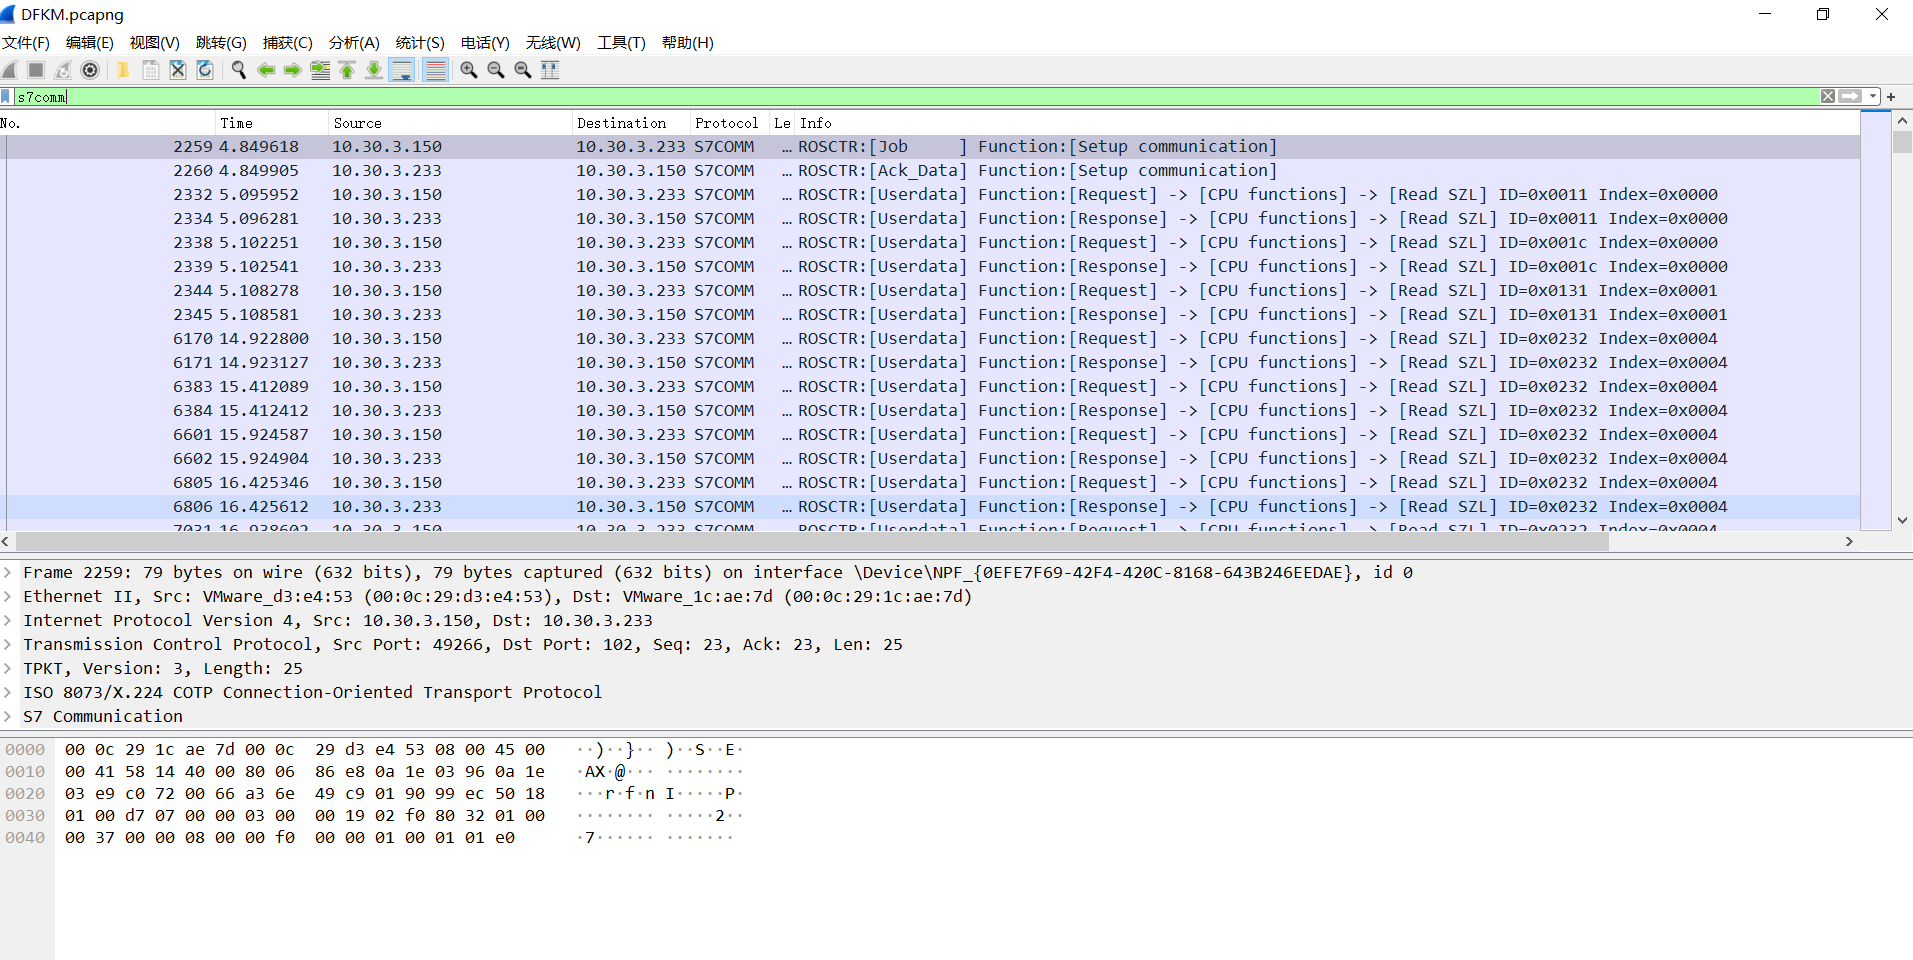 DFKM.pcapng
文件(F) 编辑(E) 视图(V) 跳转(G) 捕获(C) 分析(A) 统计(S) 电话(Y) 无线(W) 工具(T) 帮助(H)
s7comm
No. Time Source Destination Protocol Le Info
2259 4.849618 10.30.3.150 10.30.3.233 S7COMM … ROSCTR:[Job     ] Function:[Setup communication]
2260 4.849905 10.30.3.233 10.30.3.150 S7COMM … ROSCTR:[Ack_Data] Function:[Setup communication]
2332 5.095952 10.30.3.150 10.30.3.233 S7COMM … ROSCTR:[Userdata] Function:[Request] -> [CPU functions] -> [Read SZL] ID=0x0011 Index=0x0000
2334 5.096281 10.30.3.233 10.30.3.150 S7COMM … ROSCTR:[Userdata] Function:[Response] -> [CPU functions] -> [Read SZL] ID=0x0011 Index=0x0000
2338 5.102251 10.30.3.150 10.30.3.233 S7COMM … ROSCTR:[Userdata] Function:[Request] -> [CPU functions] -> [Read SZL] ID=0x001c Index=0x0000
2339 5.102541 10.30.3.233 10.30.3.150 S7COMM … ROSCTR:[Userdata] Function:[Response] -> [CPU functions] -> [Read SZL] ID=0x001c Index=0x0000
2344 5.108278 10.30.3.150 10.30.3.233 S7COMM … ROSCTR:[Userdata] Function:[Request] -> [CPU functions] -> [Read SZL] ID=0x0131 Index=0x0001
2345 5.108581 10.30.3.233 10.30.3.150 S7COMM … ROSCTR:[Userdata] Function:[Response] -> [CPU functions] -> [Read SZL] ID=0x0131 Index=0x0001
6170 14.922800 10.30.3.150 10.30.3.233 S7COMM … ROSCTR:[Userdata] Function:[Request] -> [CPU functions] -> [Read SZL] ID=0x0232 Index=0x0004
6171 14.923127 10.30.3.233 10.30.3.150 S7COMM … ROSCTR:[Userdata] Function:[Response] -> [CPU functions] -> [Read SZL] ID=0x0232 Index=0x0004
6383 15.412089 10.30.3.150 10.30.3.233 S7COMM … ROSCTR:[Userdata] Function:[Request] -> [CPU functions] -> [Read SZL] ID=0x0232 Index=0x0004
6384 15.412412 10.30.3.233 10.30.3.150 S7COMM … ROSCTR:[Userdata] Function:[Response] -> [CPU functions] -> [Read SZL] ID=0x0232 Index=0x0004
6601 15.924587 10.30.3.150 10.30.3.233 S7COMM … ROSCTR:[Userdata] Function:[Request] -> [CPU functions] -> [Read SZL] ID=0x0232 Index=0x0004
6602 15.924904 10.30.3.233 10.30.3.150 S7COMM … ROSCTR:[Userdata] Function:[Response] -> [CPU functions] -> [Read SZL] ID=0x0232 Index=0x0004
6805 16.425346 10.30.3.150 10.30.3.233 S7COMM … ROSCTR:[Userdata] Function:[Request] -> [CPU functions] -> [Read SZL] ID=0x0232 Index=0x0004
6806 16.425612 10.30.3.233 10.30.3.150 S7COMM … ROSCTR:[Userdata] Function:[Response] -> [CPU functions] -> [Read SZL] ID=0x0232 Index=0x0004
7031 16.938602 10.30.3.150 10.30.3.233 S7COMM … ROSCTR:[Userdata] Function:[Request] -> [CPU functions] -> [Read SZL] ID=0x0232 Index=0x0004
Frame 2259: 79 bytes on wire (632 bits), 79 bytes captured (632 bits) on interface \Device\NPF_{0EFE7F69-42F4-420C-8168-643B246EEDAE}, id 0
Ethernet II, Src: VMware_d3:e4:53 (00:0c:29:d3:e4:53), Dst: VMware_1c:ae:7d (00:0c:29:1c:ae:7d)
Internet Protocol Version 4, Src: 10.30.3.150, Dst: 10.30.3.233
Transmission Control Protocol, Src Port: 49266, Dst Port: 102, Seq: 23, Ack: 23, Len: 25
TPKT, Version: 3, Length: 25
ISO 8073/X.224 COTP Connection-Oriented Transport Protocol
S7 Communication
0000 00 0c 29 1c ae 7d 00 0c 29 d3 e4 53 08 00 45 00 ··)··}·· )··S··E·
0010 00 41 58 14 40 00 80 06 86 e8 0a 1e 03 96 0a 1e ·AX·@··· ········
0020 03 e9 c0 72 00 66 a3 6e 49 c9 01 90 99 ec 50 18 ···r·f·n I·····P·
0030 01 00 d7 07 00 00 03 00 00 19 02 f0 80 32 01 00 ········ ·····2··
0040 00 37 00 00 08 00 00 f0 00 00 01 00 01 01 e0 ·7······ ·······